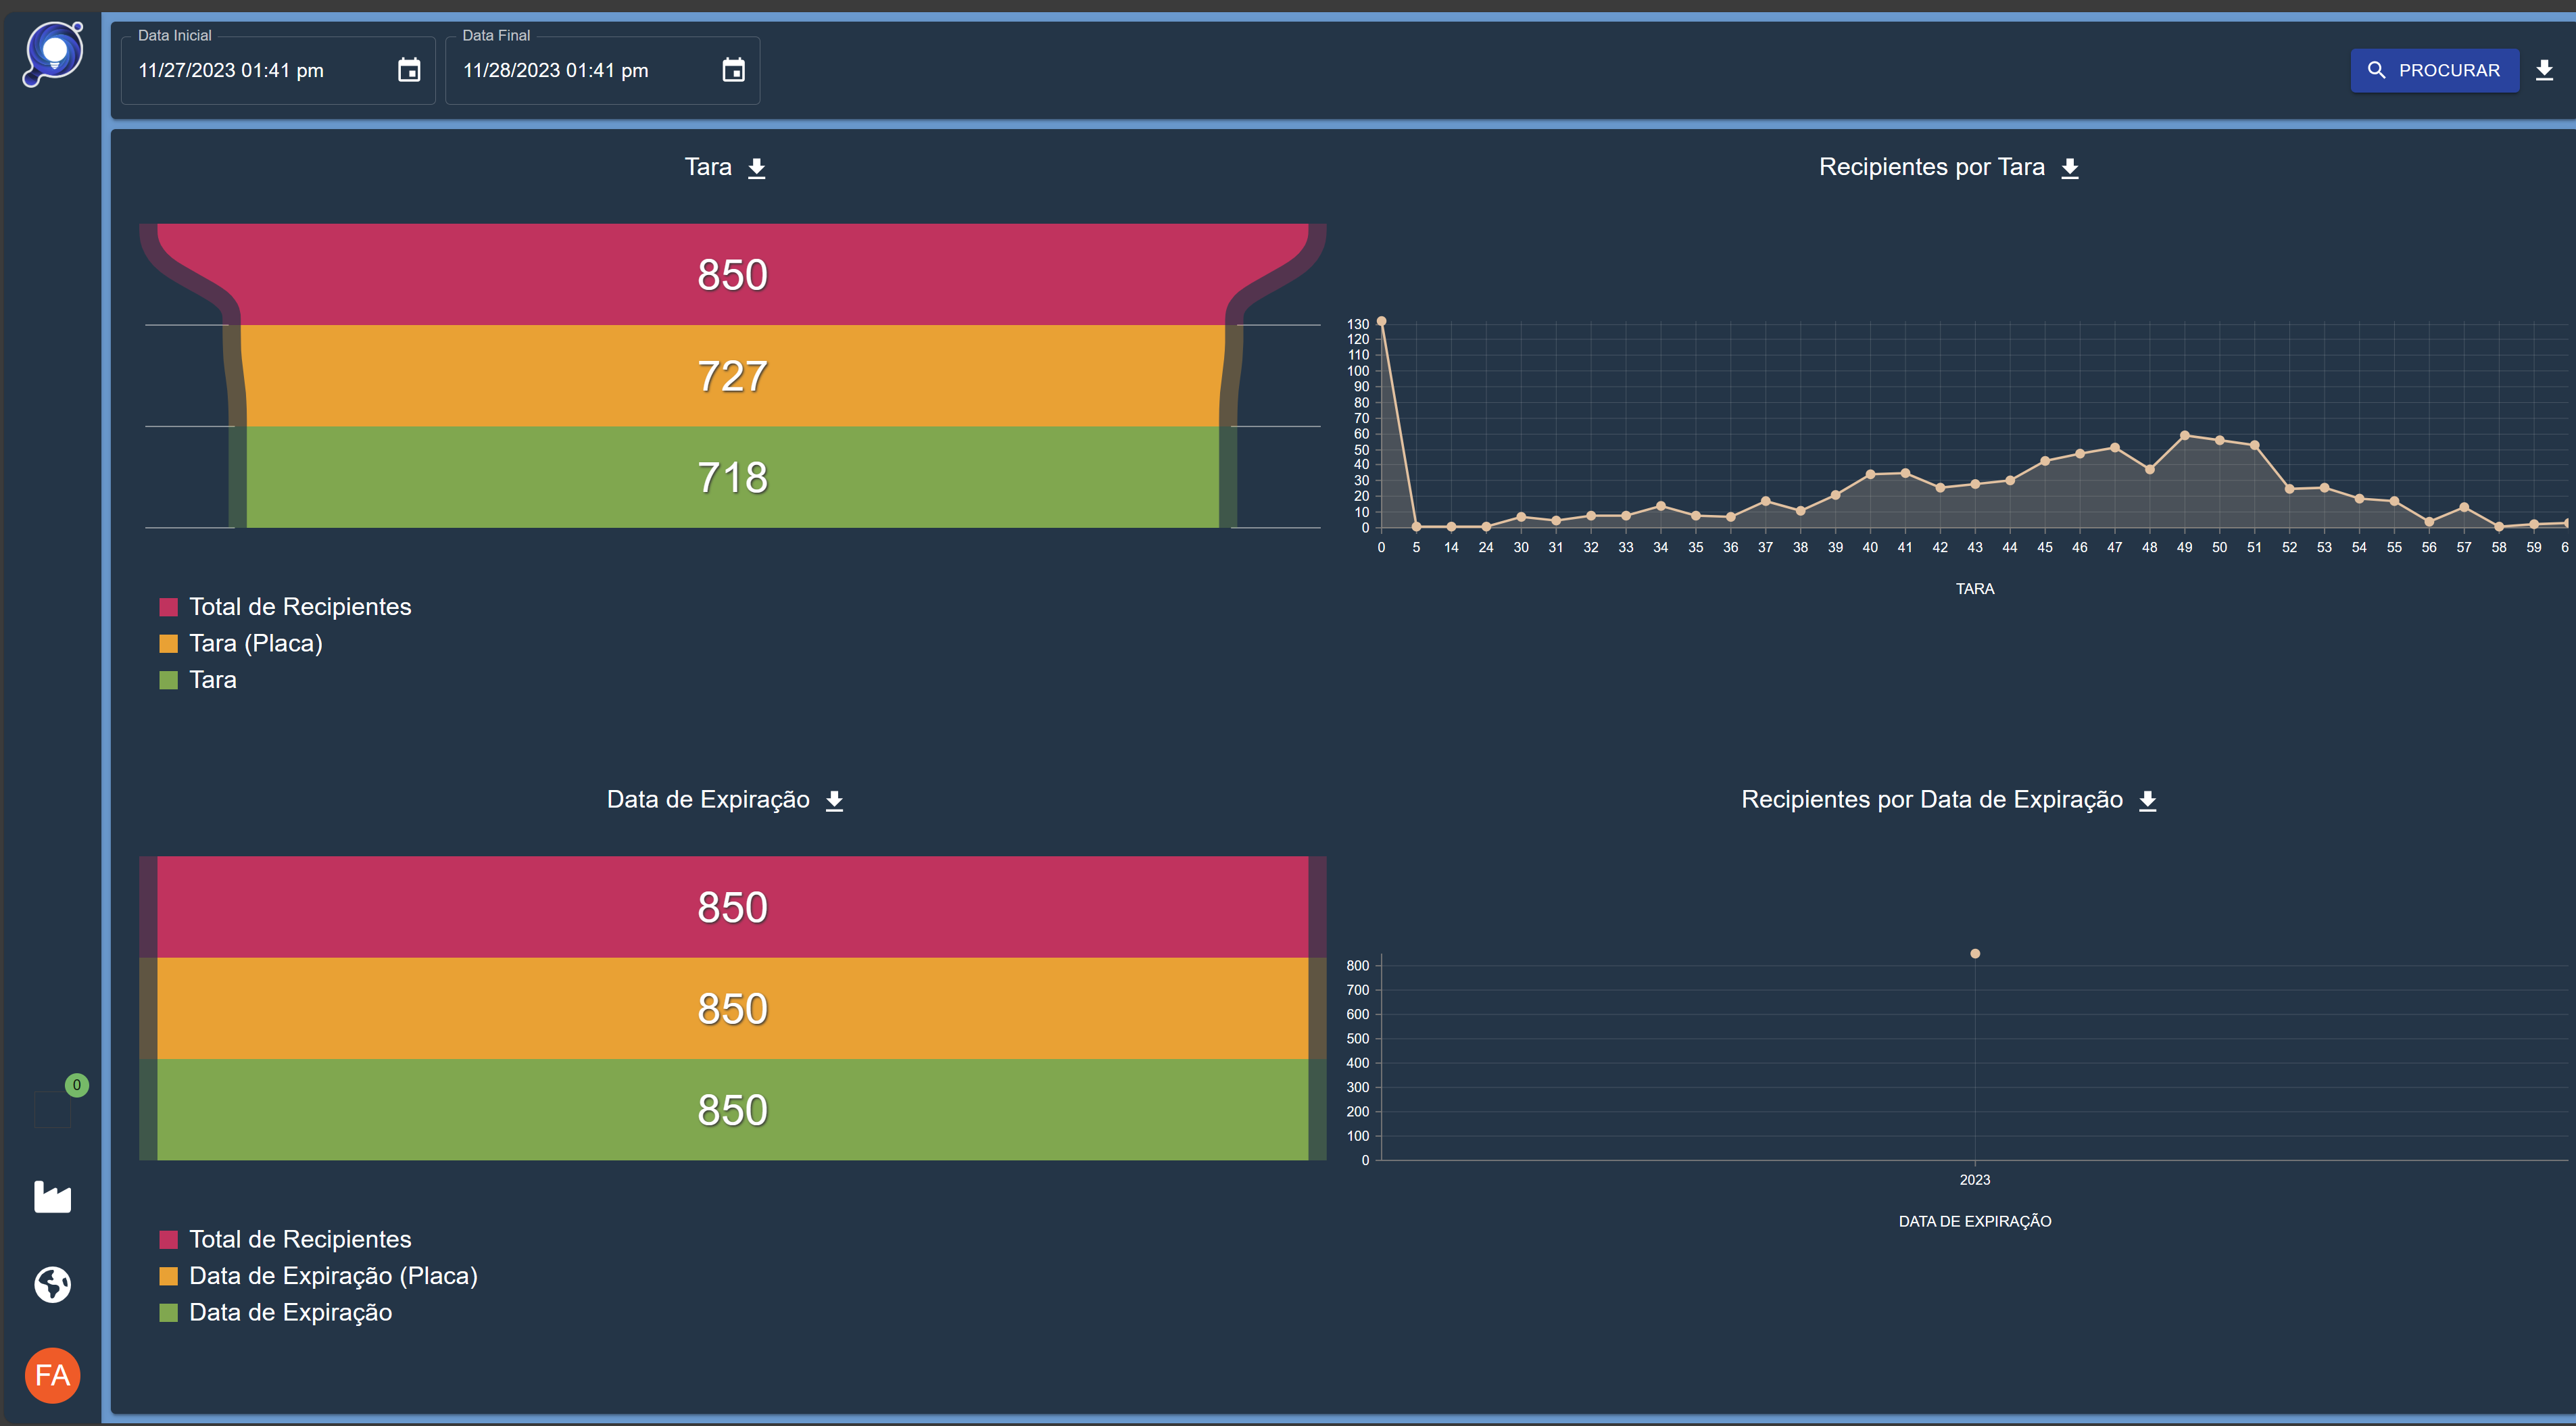 Data Inicial
11/27/2023 01:41 pm
Data Final
11/28/2023 01:41 pm
PROCURAR
Tara
850
727
718
Total de Recipientes
Tara (Placa)
Tara
Recipientes por Tara
130
120
110
100
90
80
70
60
50
40
30
20
10
0
0 5 14 24 30 31 32 33 34 35 36 37 38 39 40 41 42 43 44 45 46 47 48 49 50 51 52 53 54 55 56 57 58 59 6
TARA
Data de Expiração
850
850
850
Total de Recipientes
Data de Expiração (Placa)
Data de Expiração
Recipientes por Data de Expiração
800
700
600
500
400
300
200
100
0
2023
DATA DE EXPIRAÇÃO
0
FA